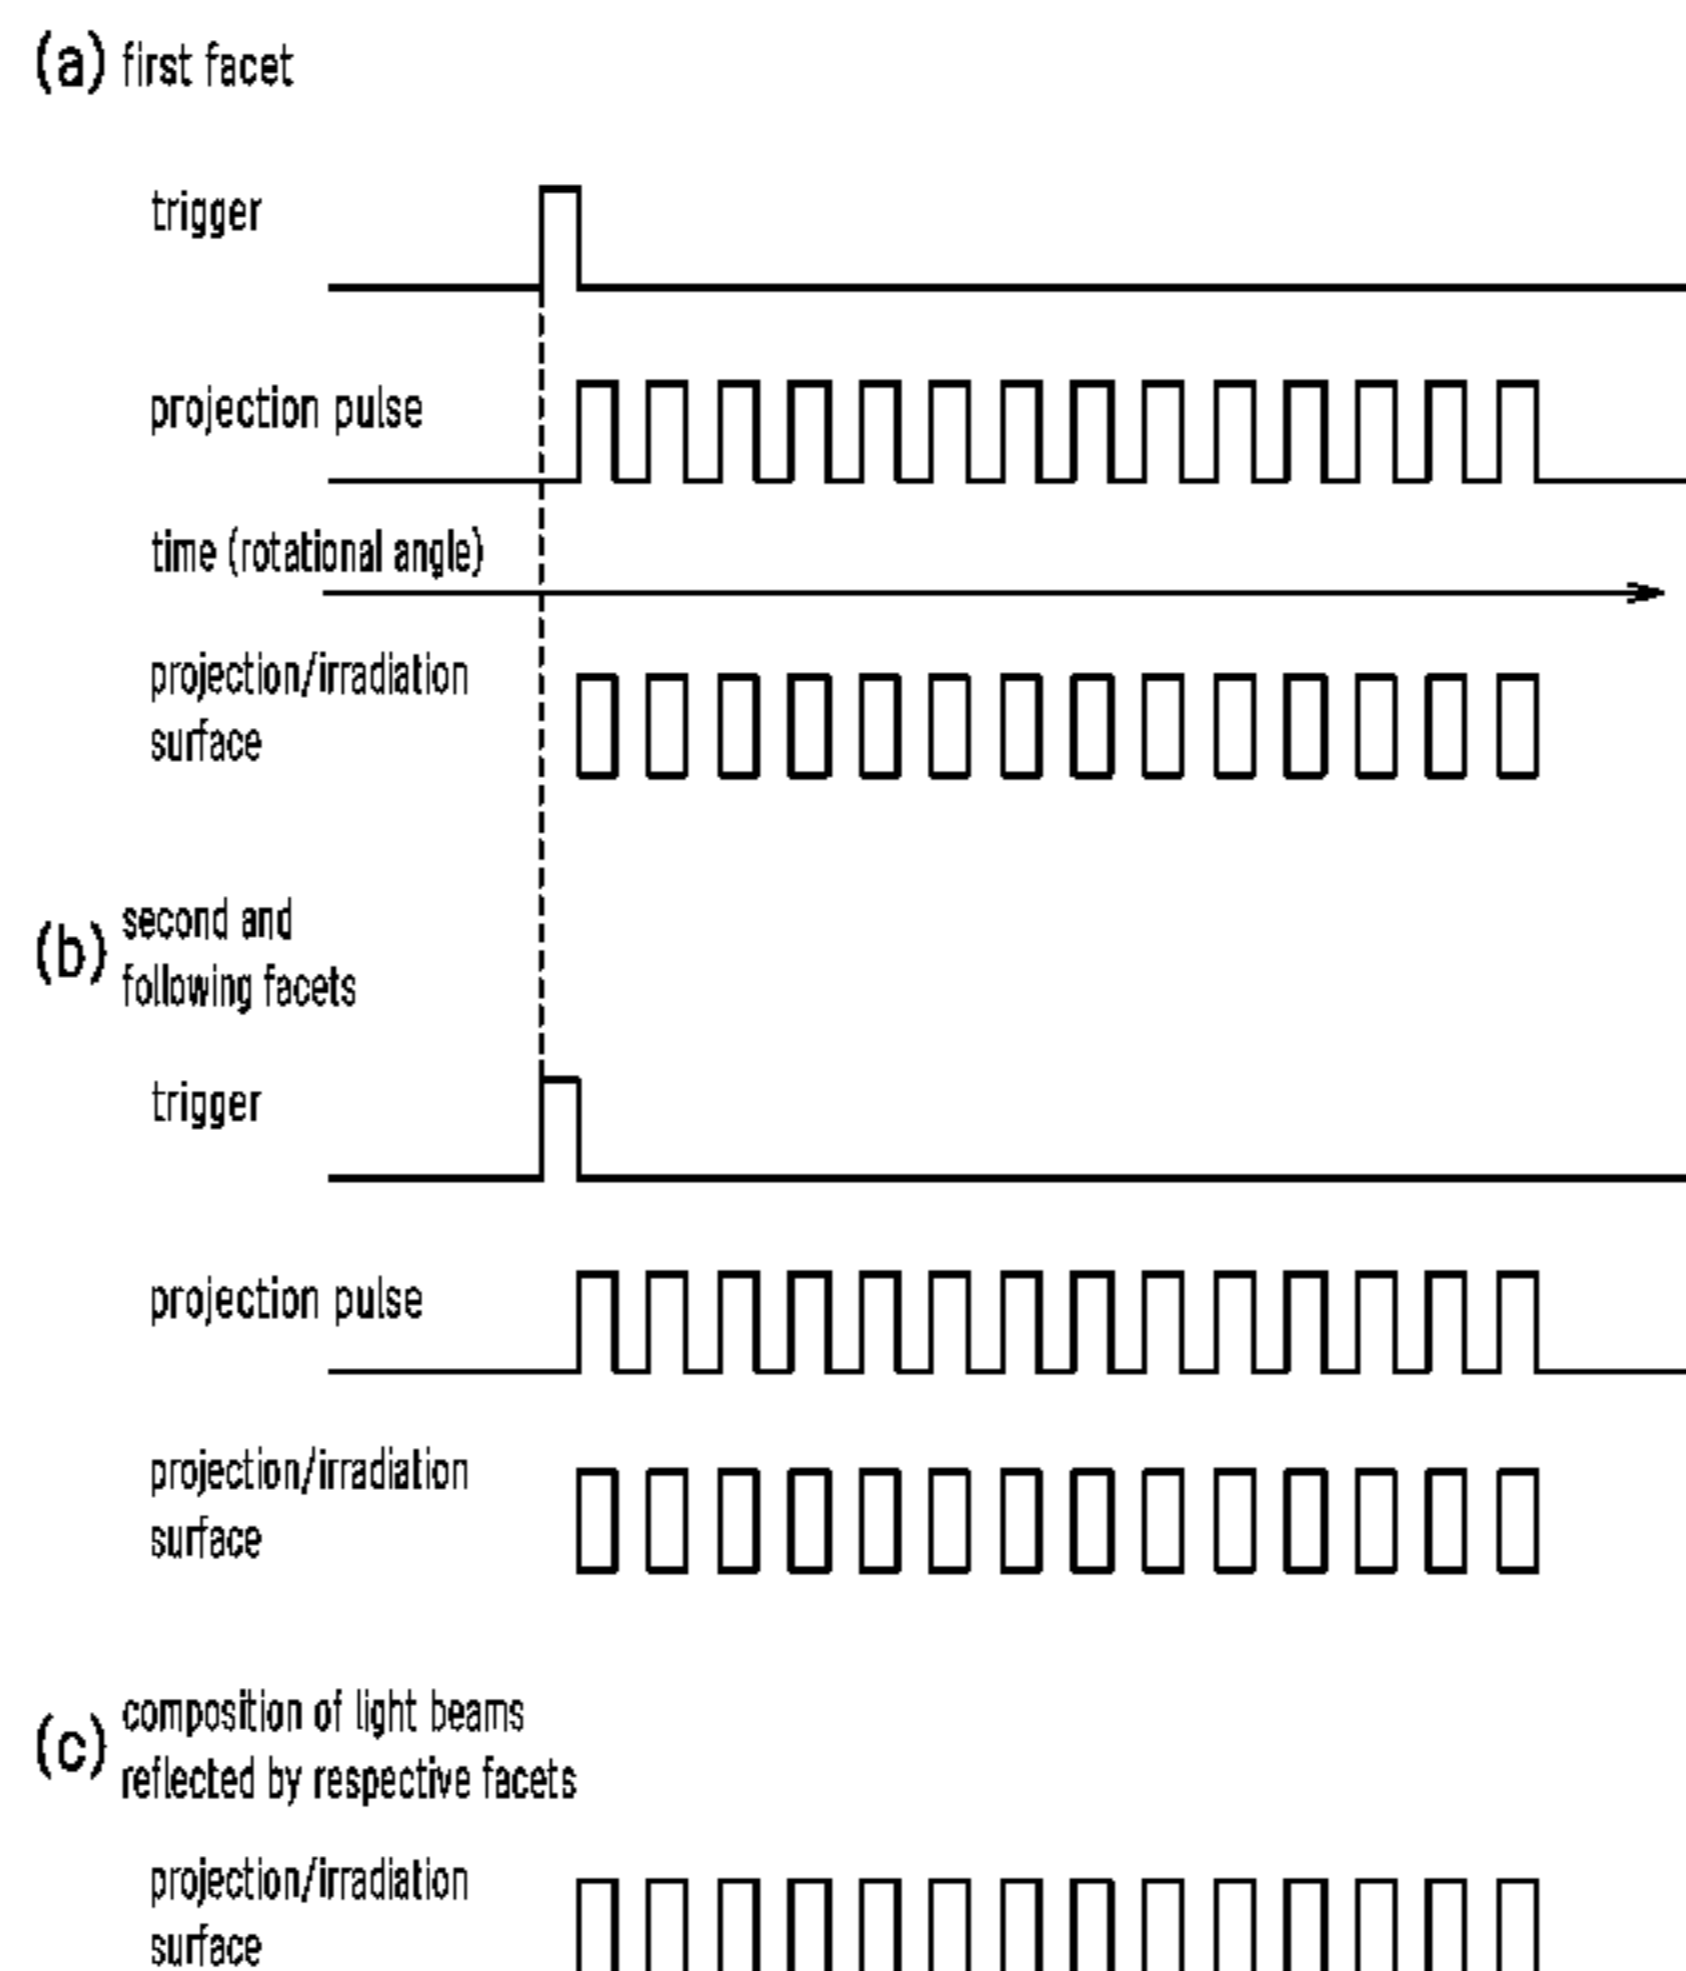 (a) first facet
trigger
projection pulse
time (rotational angle)
projection/irradiation
surface
(b) second and
following facets
trigger
projection pulse
projection/irradiation
surface
(c) composition of light beams
reflected by respective facets
projection/irradiation
surface